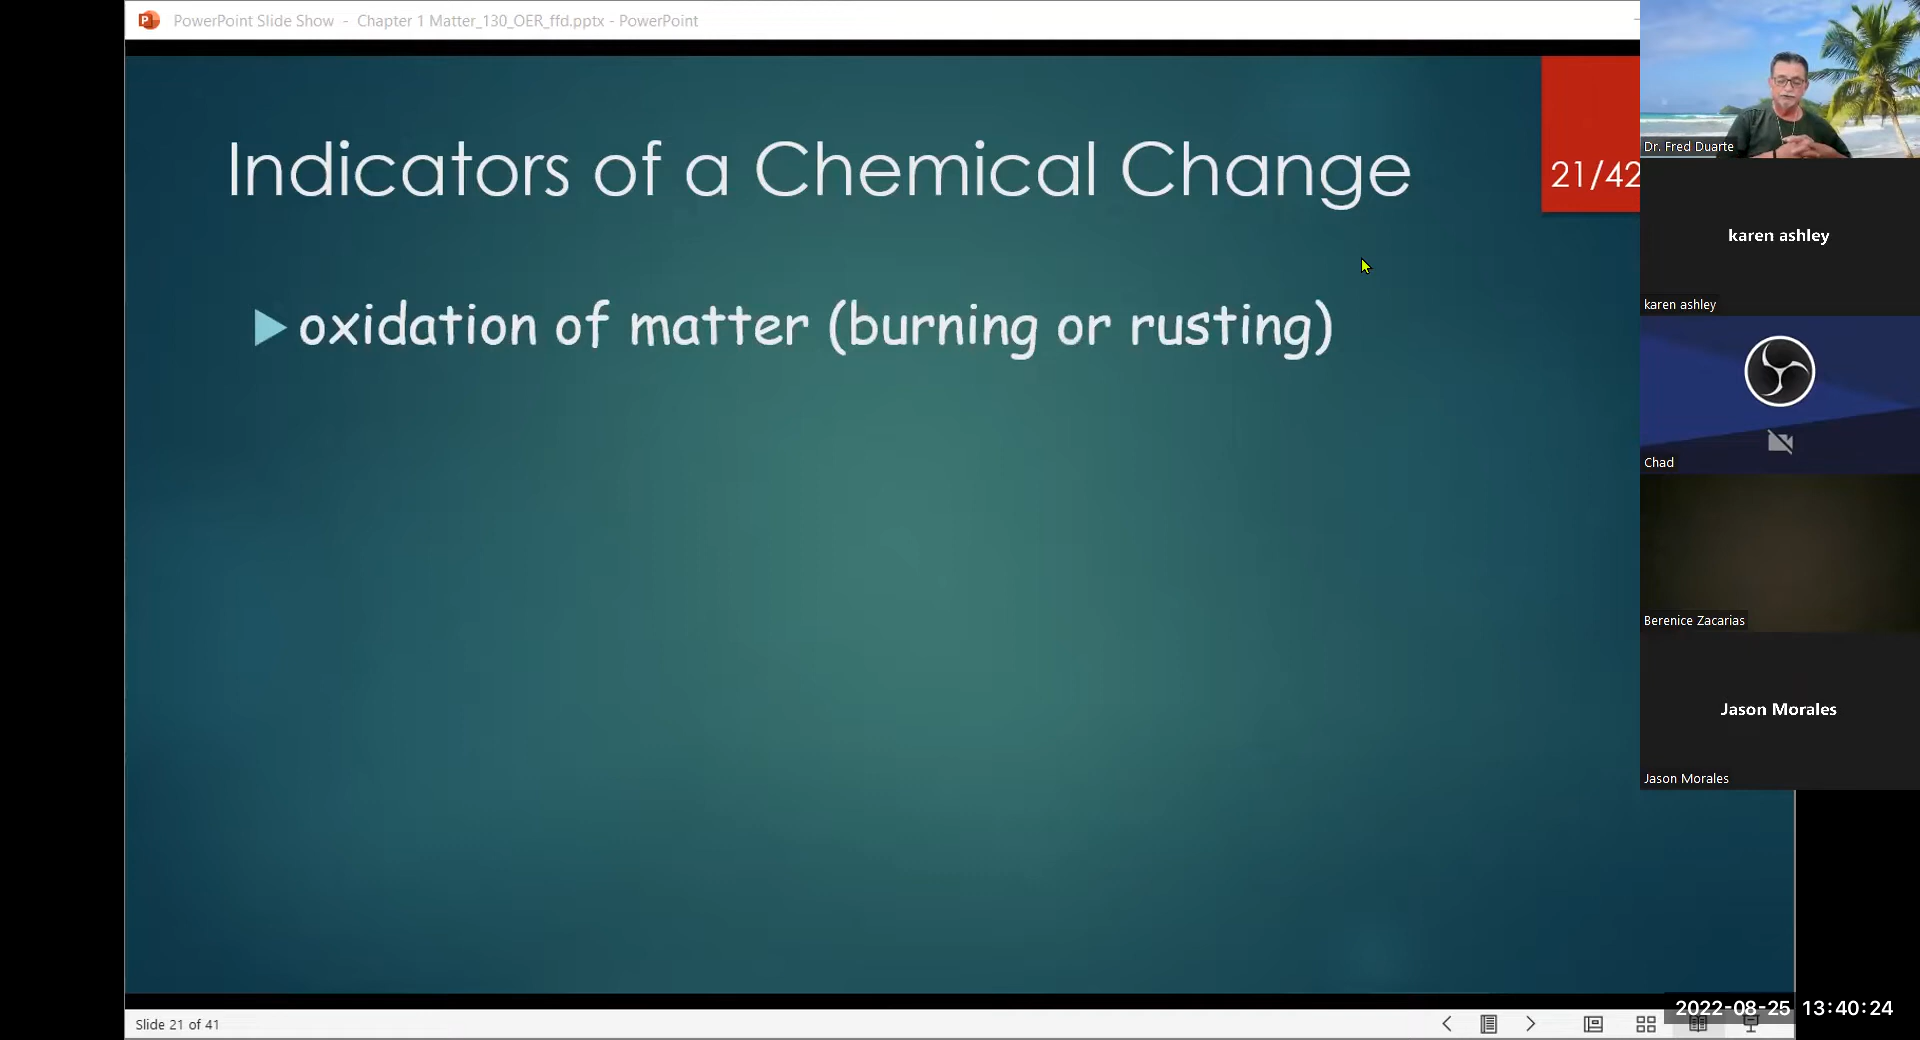 PowerPoint Slide Show - Chapter 1 Matter_130_OER_ffd.pptx - PowerPoint
Indicators of a Chemical Change
21/42
oxidation of matter (burning or rusting)
Dr. Fred Duarte
karen ashley
karen ashley
Chad
Berenice Zacarias
Jason Morales
Jason Morales
Slide 21 of 41
2022-08-25 13:40:24